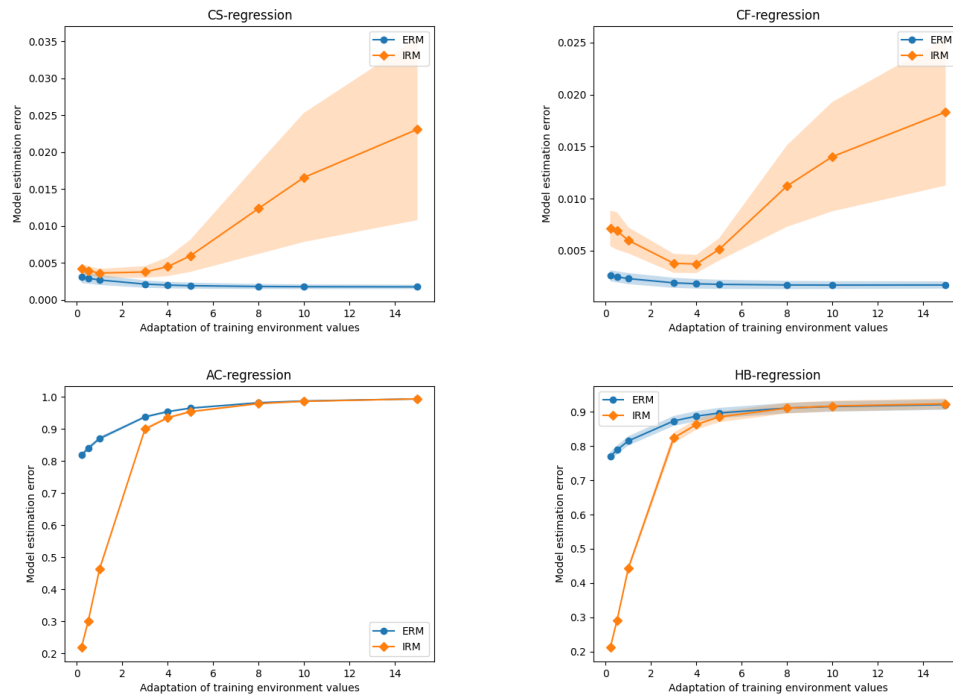 CS-regression
ERM
IRM
Model estimation error
0.035
0.030
0.025
0.020
0.015
0.010
0.005
0.000
0 2 4 6 8 10 12 14
Adaptation of training environment values
CF-regression
ERM
IRM
Model estimation error
0.025
0.020
0.015
0.010
0.005
0 2 4 6 8 10 12 14
Adaptation of training environment values
AC-regression
Model estimation error
1.0
0.9
0.8
0.7
0.6
0.5
0.4
0.3
0.2
ERM
IRM
0 2 4 6 8 10 12 14
Adaptation of training environment values
HB-regression
ERM
IRM
Model estimation error
0.9
0.8
0.7
0.6
0.5
0.4
0.3
0.2
0 2 4 6 8 10 12 14
Adaptation of training environment values